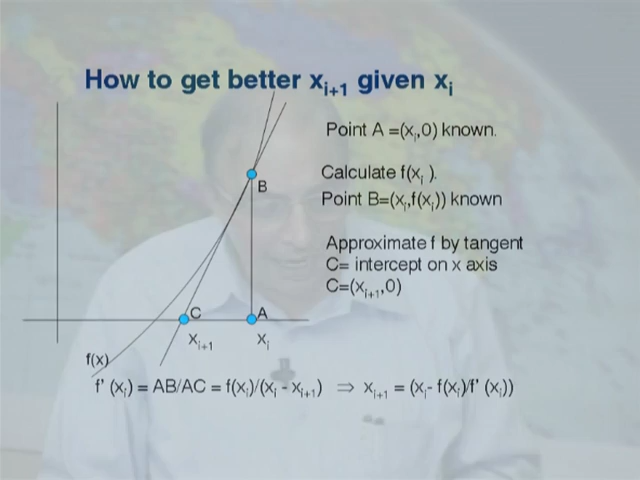 How to get better xi+1 given xi
Point A =(xi,0) known.
Calculate f(xi ).
Point B=(xi,f(xi)) known
Approximate f by tangent
C= intercept on x axis
C=(xi+1,0)
B
C
A
xi+1
xi
f(x)
f' (xi) = AB/AC = f(xi)/(xi - xi+1) ⇒ xi+1 = (xi- f(xi)/f' (xi))